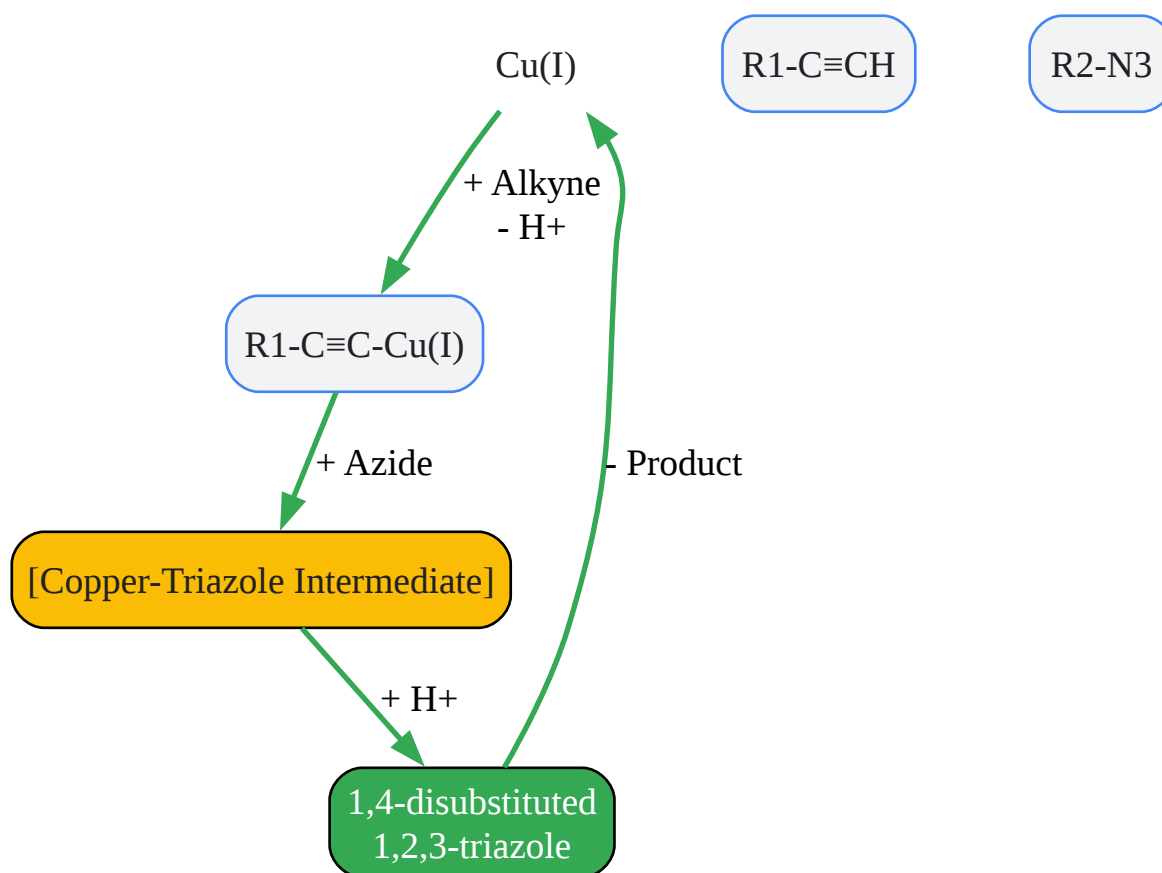 Cu(I)
R1-C≡CH
R2-N3
+ Alkyne
- H+
R1-C≡C-Cu(I)
+ Azide
- Product
[Copper-Triazole Intermediate]
+ H+
1,4-disubstituted
1,2,3-triazole